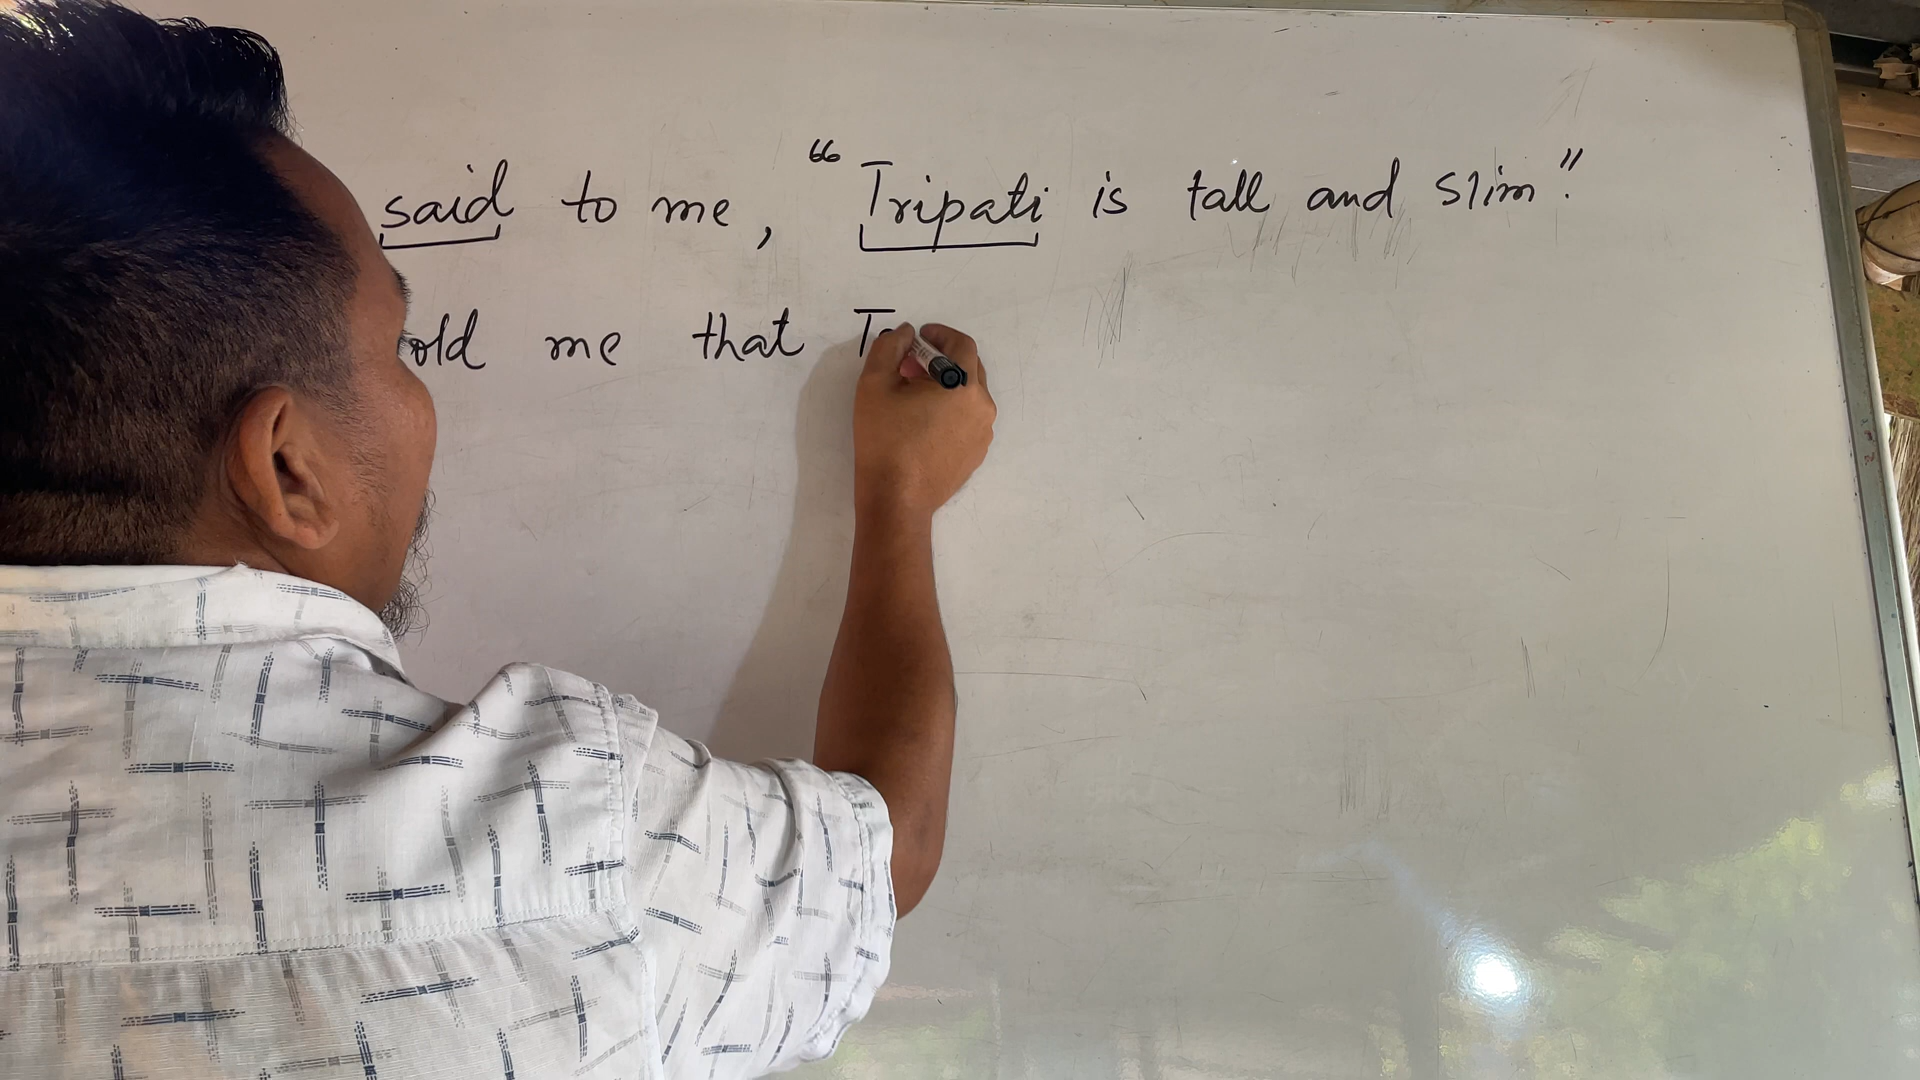 said to me, “Tripati is tall and slim”.
old me that T